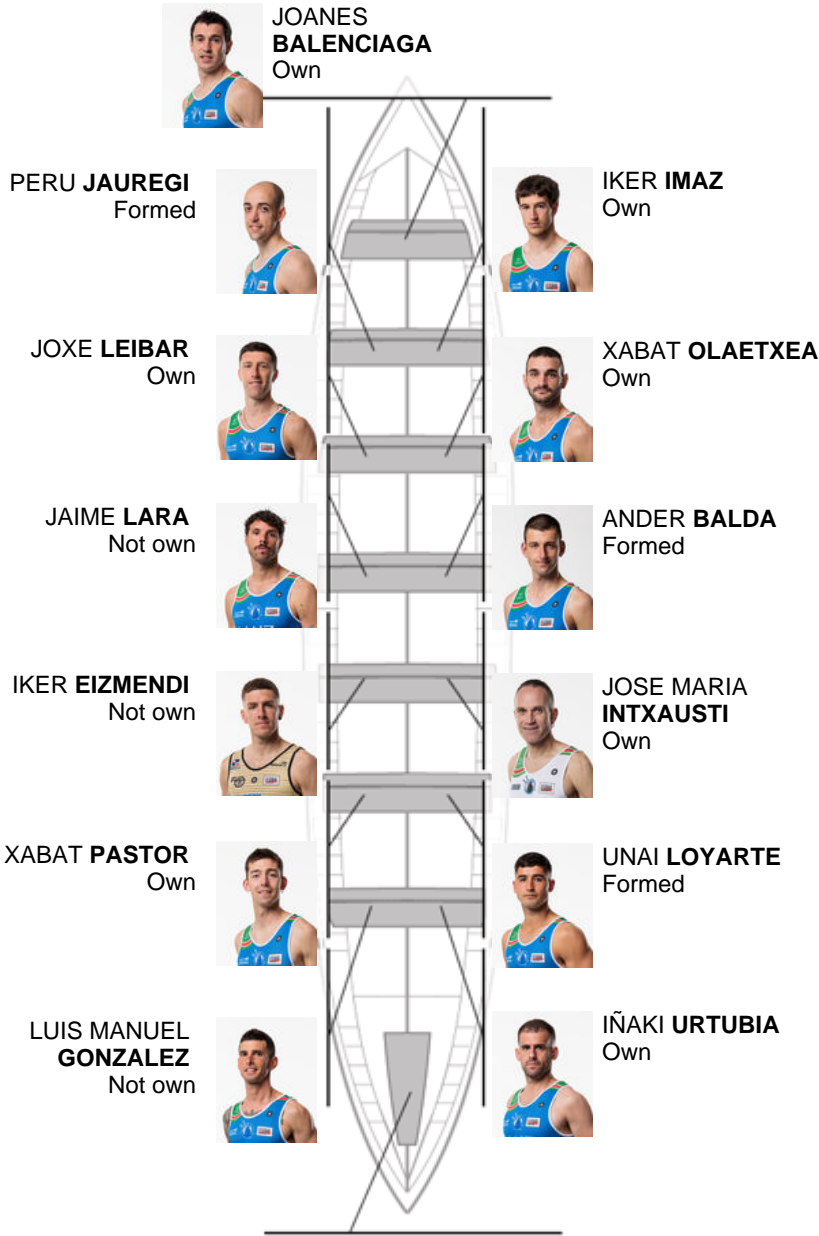 JOANES
BALENCIAGA
Own
PERU JAUREGI
Formed
IKER IMAZ
Own
JOXE LEIBAR
Own
XABAT OLAETXEA
Own
JAIME LARA
Not own
ANDER BALDA
Formed
IKER EIZMENDI
Not own
JOSE MARIA
INTXAUSTI
Own
XABAT PASTOR
Own
UNAI LOYARTE
Formed
LUIS MANUEL
GONZALEZ
Not own
IÑAKI URTUBIA
Own